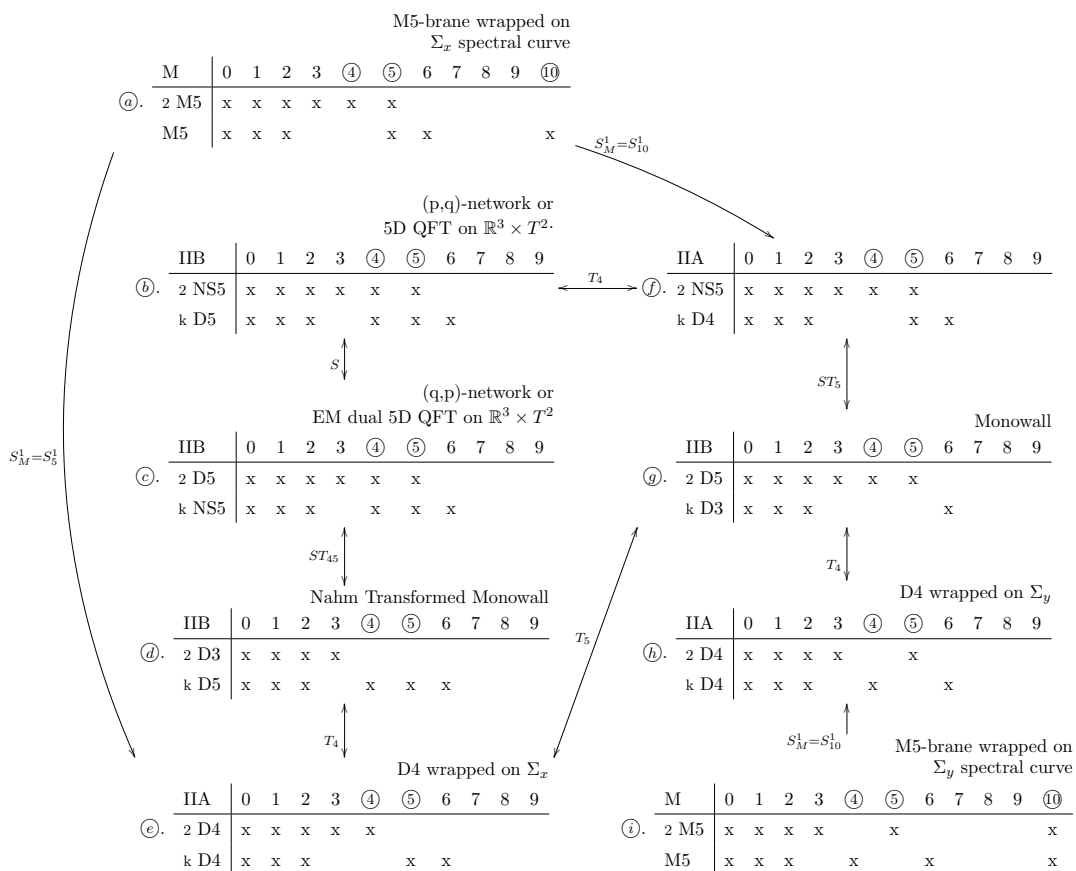 M5-brane wrapped on
Σx spectral curve
M 0 1 2 3 ④ ⑤ 6 7 8 9 ⑩
ⓐ. 2 M5 x x x x x x
M5 x x x x x x
S¹_M=S¹_10
(p,q)-network or
5D QFT on ℝ³ × T².
IIB 0 1 2 3 ④ ⑤ 6 7 8 9
ⓑ. 2 NS5 x x x x x x
k D5 x x x x x x
T₄
IIA 0 1 2 3 ④ ⑤ 6 7 8 9
ⓕ. 2 NS5 x x x x x x
k D4 x x x x x
S
ST₅
(q,p)-network or
EM dual 5D QFT on ℝ³ × T²
IIB 0 1 2 3 ④ ⑤ 6 7 8 9
ⓒ. 2 D5 x x x x x x
k NS5 x x x x x x
Monowall
IIB 0 1 2 3 ④ ⑤ 6 7 8 9
ⓖ. 2 D5 x x x x x x
k D3 x x x x
S¹_M=S¹_5
ST₄₅
T₄
Nahm Transformed Monowall
IIB 0 1 2 3 ④ ⑤ 6 7 8 9
ⓓ. 2 D3 x x x x
k D5 x x x x x x
T₅
D4 wrapped on Σy
IIA 0 1 2 3 ④ ⑤ 6 7 8 9
ⓗ. 2 D4 x x x x x
k D4 x x x x x
T₄
S¹_M=S¹_10
D4 wrapped on Σx
IIA 0 1 2 3 ④ ⑤ 6 7 8 9
ⓔ. 2 D4 x x x x x
k D4 x x x x x
M5-brane wrapped on
Σy spectral curve
M 0 1 2 3 ④ ⑤ 6 7 8 9 ⑩
ⓘ. 2 M5 x x x x x x
M5 x x x x x x